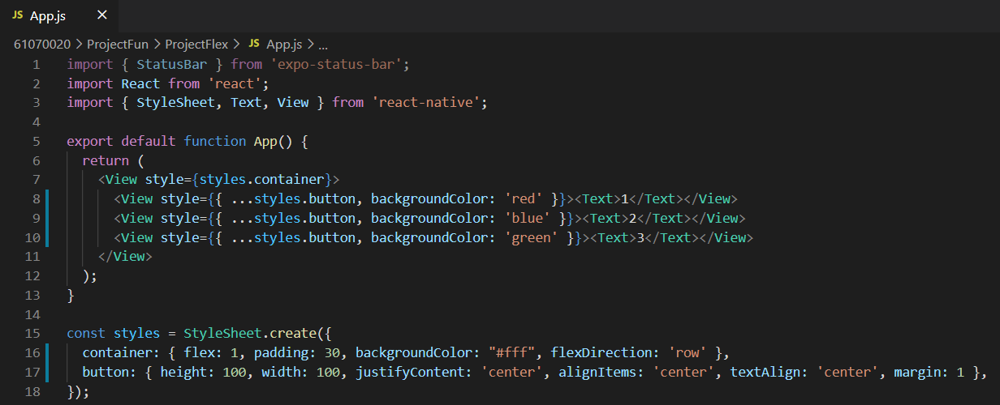 JS App.js ×
61070020 > ProjectFun > ProjectFlex > JS App.js > ...
1 import { StatusBar } from 'expo-status-bar';
2 import React from 'react';
3 import { StyleSheet, Text, View } from 'react-native';
4
5 export default function App() {
6   return (
7     <View style={styles.container}>
8       <View style={{ ...styles.button, backgroundColor: 'red' }}><Text>1</Text></View>
9       <View style={{ ...styles.button, backgroundColor: 'blue' }}><Text>2</Text></View>
10       <View style={{ ...styles.button, backgroundColor: 'green' }}><Text>3</Text></View>
11     </View>
12   );
13 }
14
15 const styles = StyleSheet.create({
16   container: { flex: 1, padding: 30, backgroundColor: "#fff", flexDirection: 'row' },
17   button: { height: 100, width: 100, justifyContent: 'center', alignItems: 'center', textAlign: 'center', margin: 1 },
18 });